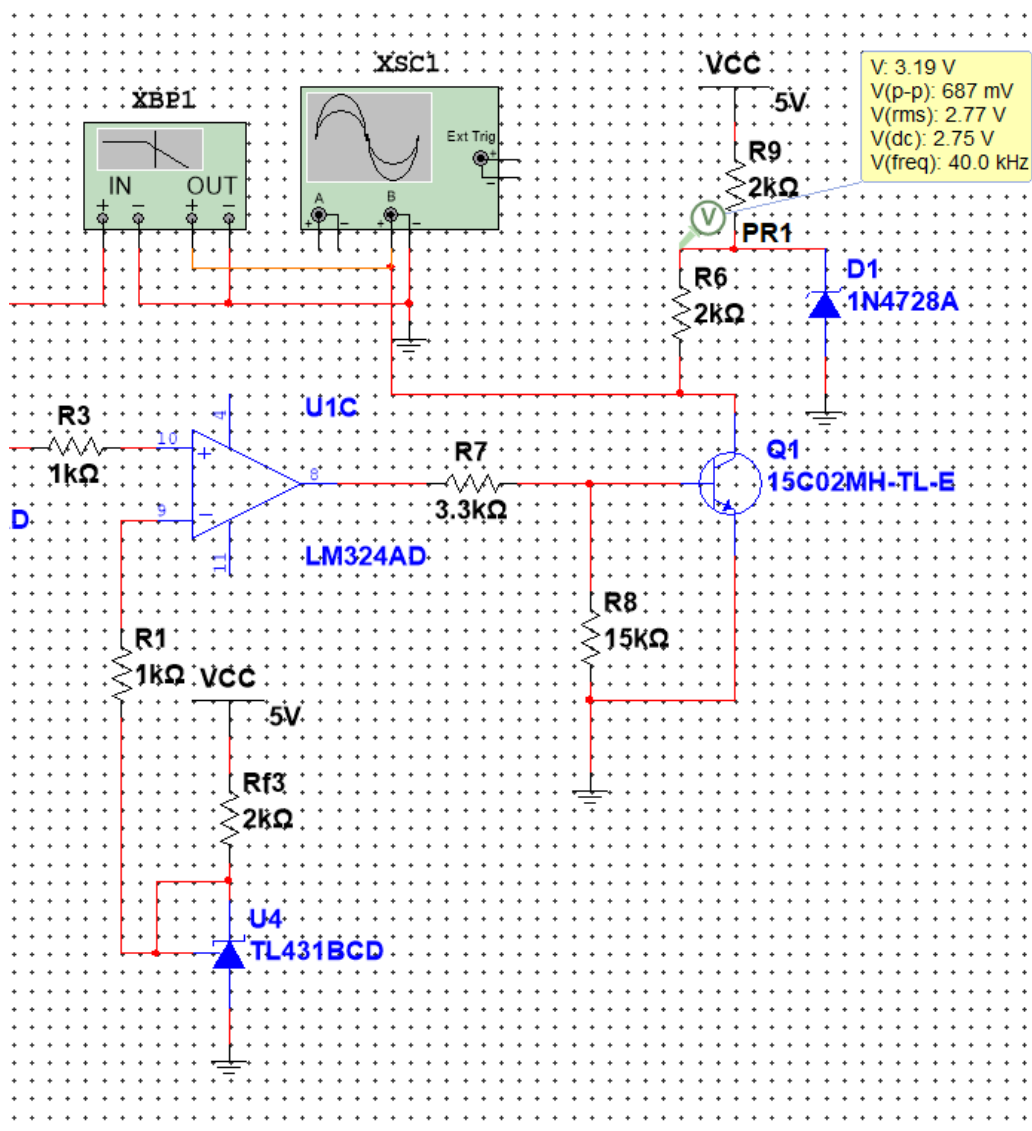 XSC1
VCC
5V
V: 3.19 V
V(p-p): 687 mV
V(rms): 2.77 V
V(dc): 2.75 V
V(freq): 40.0 kHz
XBP1
IN OUT
+ - + -
Ext Trig
+
-
A
B
+ - + -
R9
2kΩ
V
PR1
R6
2kΩ
D1
1N4728A
R3
1kΩ
10
+
4
U1C
9
-
11
8
LM324AD
D
R7
3.3kΩ
Q1
15C02MH-TL-E
R8
15kΩ
R1
1kΩ
VCC
5V
Rf3
2kΩ
U4
TL431BCD